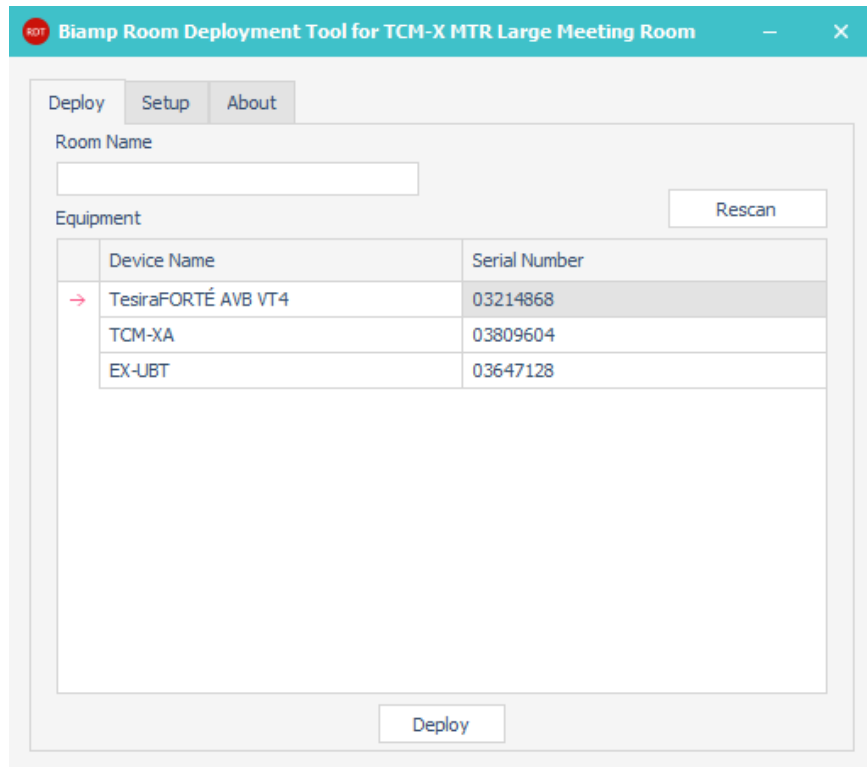 RDT Biamp Room Deployment Tool for TCM-X MTR Large Meeting Room
Deploy Setup About
Room Name
Rescan
Equipment
Device Name Serial Number
TesiraFORTÉ AVB VT4 03214868
TCM-XA 03809604
EX-UBT 03647128
Deploy